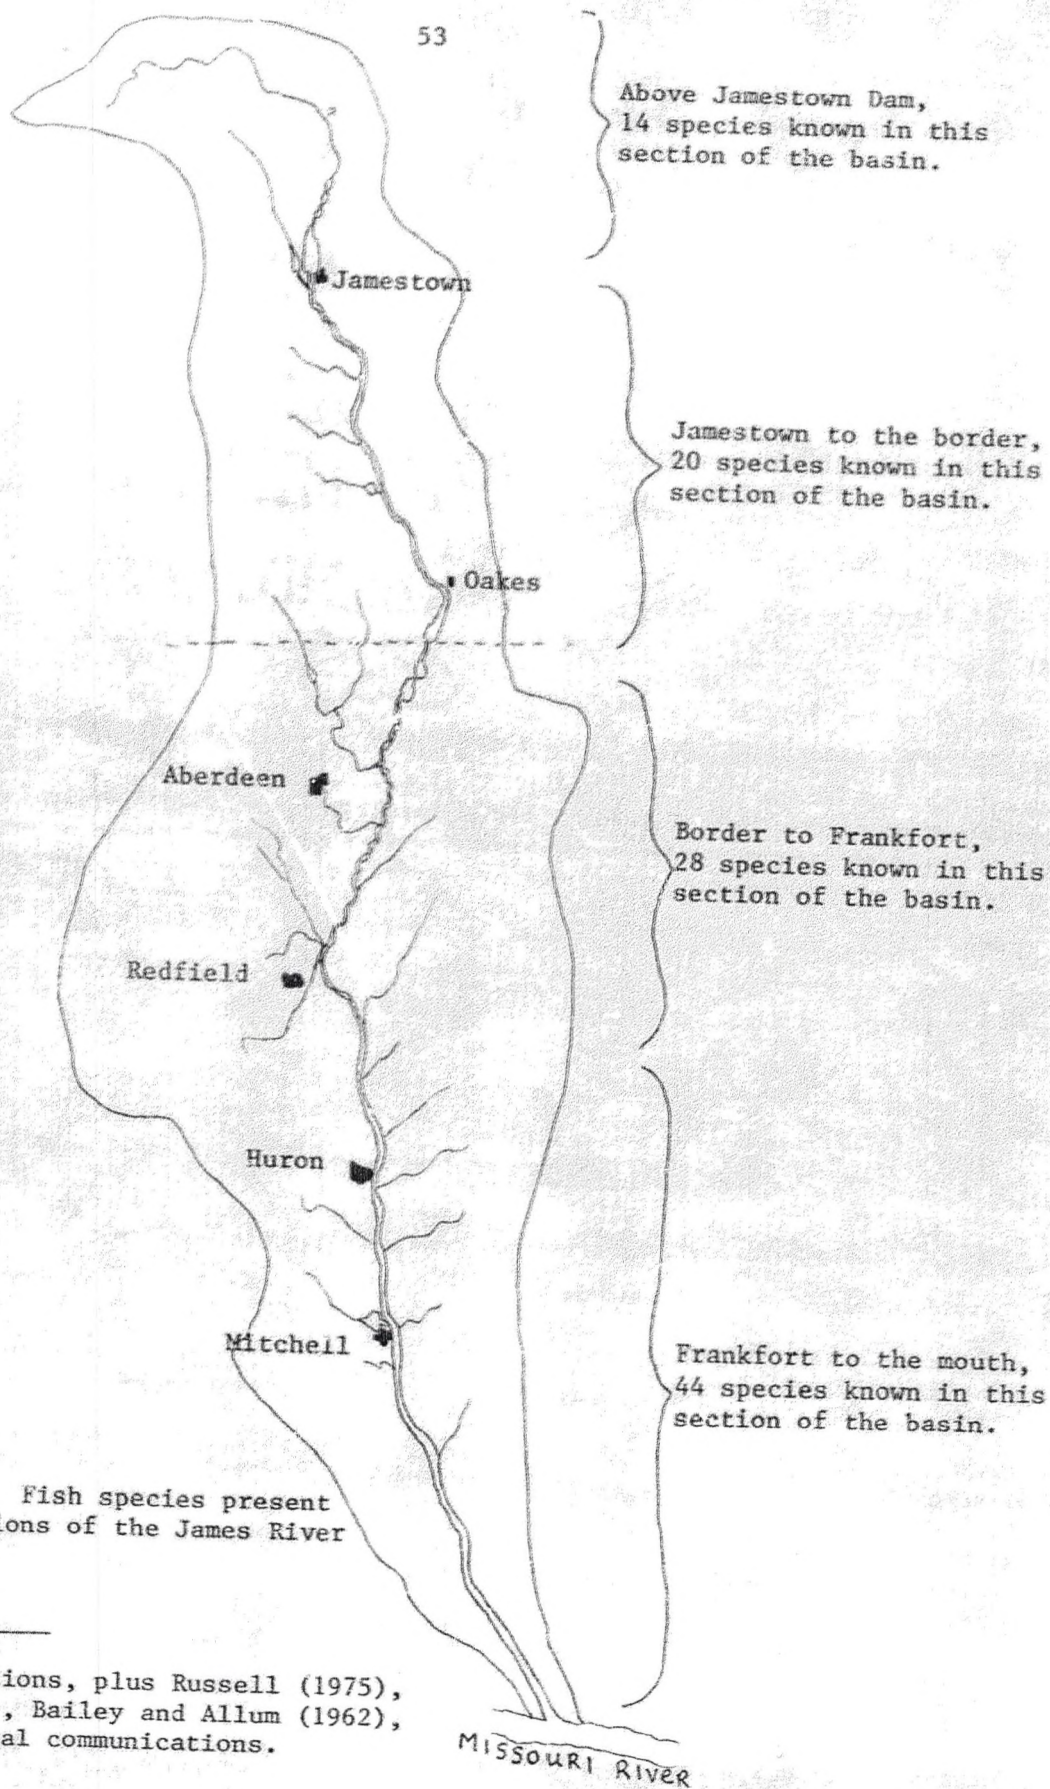 53
Above Jamestown Dam,
14 species known in this
section of the basin.
Jamestown
Jamestown to the border,
20 species known in this
section of the basin.
Oakes
Aberdeen
Border to Frankfort,
28 species known in this
section of the basin.
Redfield
Huron
Mitchell
Frankfort to the mouth,
44 species known in this
section of the basin.
Fish species present
ions of the James River
ions, plus Russell (1975),
, Bailey and Allum (1962),
al communications.
MISSOURI RIVER